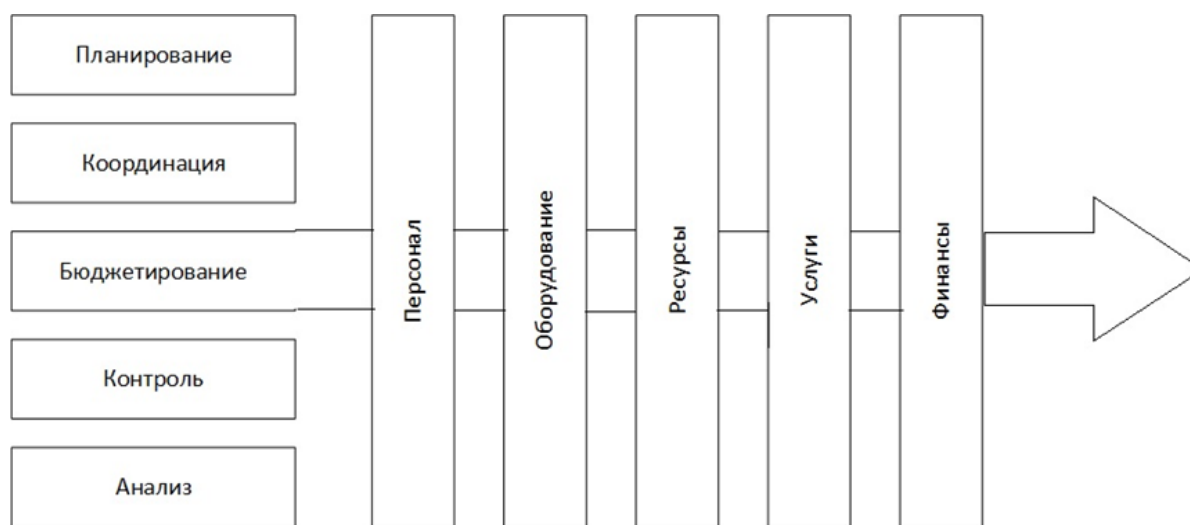 Планирование
Координация
Бюджетирование
Контроль
Анализ
Персонал
Оборудование
Ресурсы
Услуги
Финансы